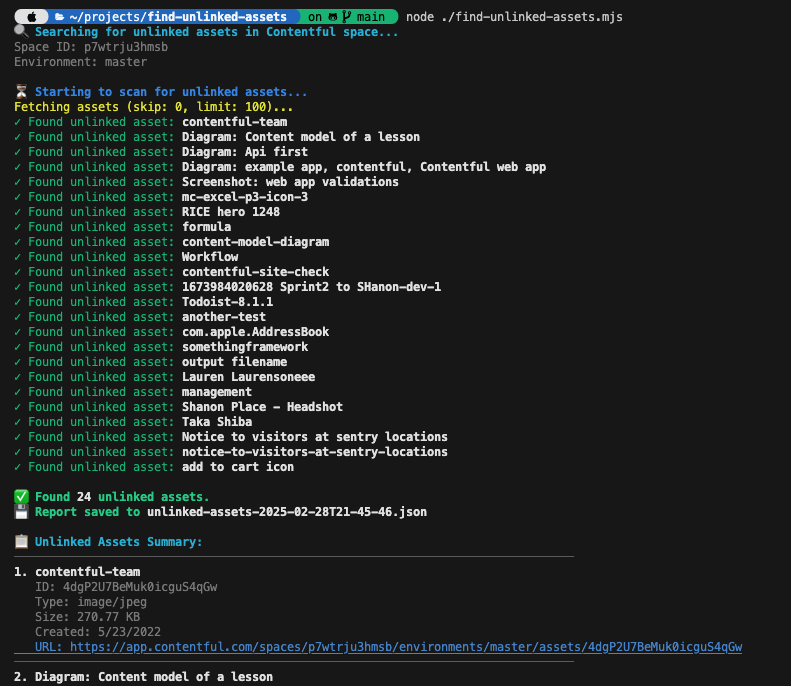 ~/projects/find-unlinked-assets on main node ./find-unlinked-assets.mjs
Searching for unlinked assets in Contentful space...
Space ID: p7wtrju3hmsb
Environment: master
Starting to scan for unlinked assets...
Fetching assets (skip: 0, limit: 100)...
✓ Found unlinked asset: contentful-team
✓ Found unlinked asset: Diagram: Content model of a lesson
✓ Found unlinked asset: Diagram: Api first
✓ Found unlinked asset: Diagram: example app, contentful, Contentful web app
✓ Found unlinked asset: Screenshot: web app validations
✓ Found unlinked asset: mc-excel-p3-icon-3
✓ Found unlinked asset: RICE hero 1248
✓ Found unlinked asset: formula
✓ Found unlinked asset: content-model-diagram
✓ Found unlinked asset: Workflow
✓ Found unlinked asset: contentful-site-check
✓ Found unlinked asset: 1673984020628 Sprint2 to SHanon-dev-1
✓ Found unlinked asset: Todoist-8.1.1
✓ Found unlinked asset: another-test
✓ Found unlinked asset: com.apple.AddressBook
✓ Found unlinked asset: somethingframework
✓ Found unlinked asset: output filename
✓ Found unlinked asset: Lauren Laurensoneee
✓ Found unlinked asset: management
✓ Found unlinked asset: Shanon Place - Headshot
✓ Found unlinked asset: Taka Shiba
✓ Found unlinked asset: Notice to visitors at sentry locations
✓ Found unlinked asset: notice-to-visitors-at-sentry-locations
✓ Found unlinked asset: add to cart icon
✅ Found 24 unlinked assets.
Report saved to unlinked-assets-2025-02-28T21-45-46.json
Unlinked Assets Summary:
1. contentful-team
ID: 4dgP2U7BeMuk0icguS4qGw
Type: image/jpeg
Size: 270.77 KB
Created: 5/23/2022
URL: https://app.contentful.com/spaces/p7wtrju3hmsb/environments/master/assets/4dgP2U7BeMuk0icguS4qGw
2. Diagram: Content model of a lesson